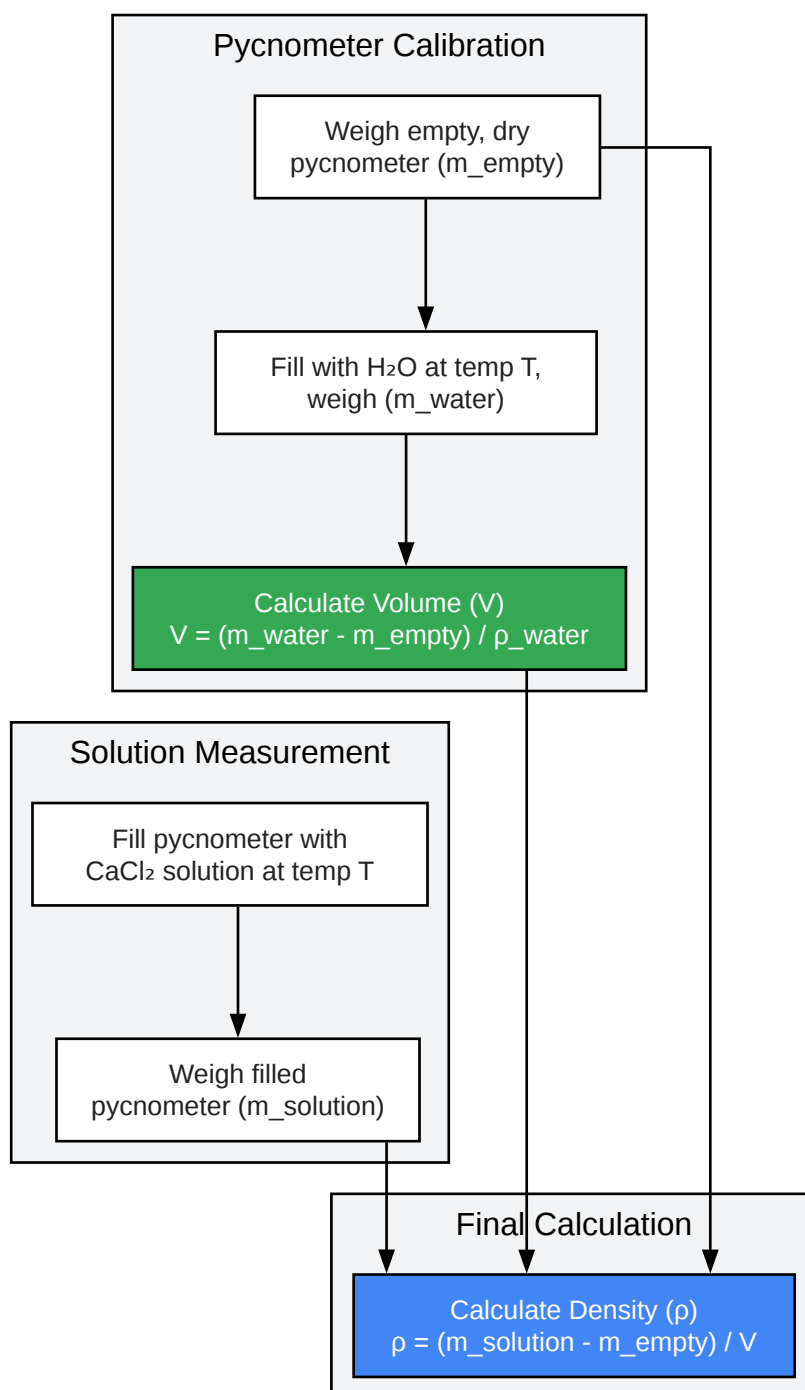 Pycnometer Calibration
Weigh empty, dry
pycnometer (m_empty)
Fill with H₂O at temp T,
weigh (m_water)
Calculate Volume (V)
V = (m_water - m_empty) / ρ_water
Solution Measurement
Fill pycnometer with
CaCl₂ solution at temp T
Weigh filled
pycnometer (m_solution)
Final Calculation
Calculate Density (ρ)
ρ = (m_solution - m_empty) / V